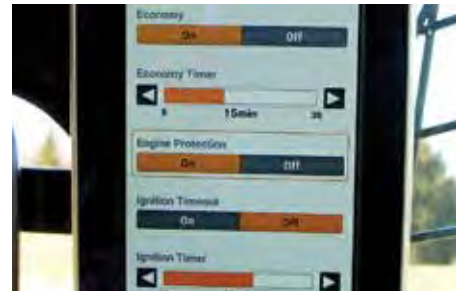 Economy
On Off
Economy Timer
15min
Engine Protection
On Off
Ignition Timeout
On Off
Ignition Timer